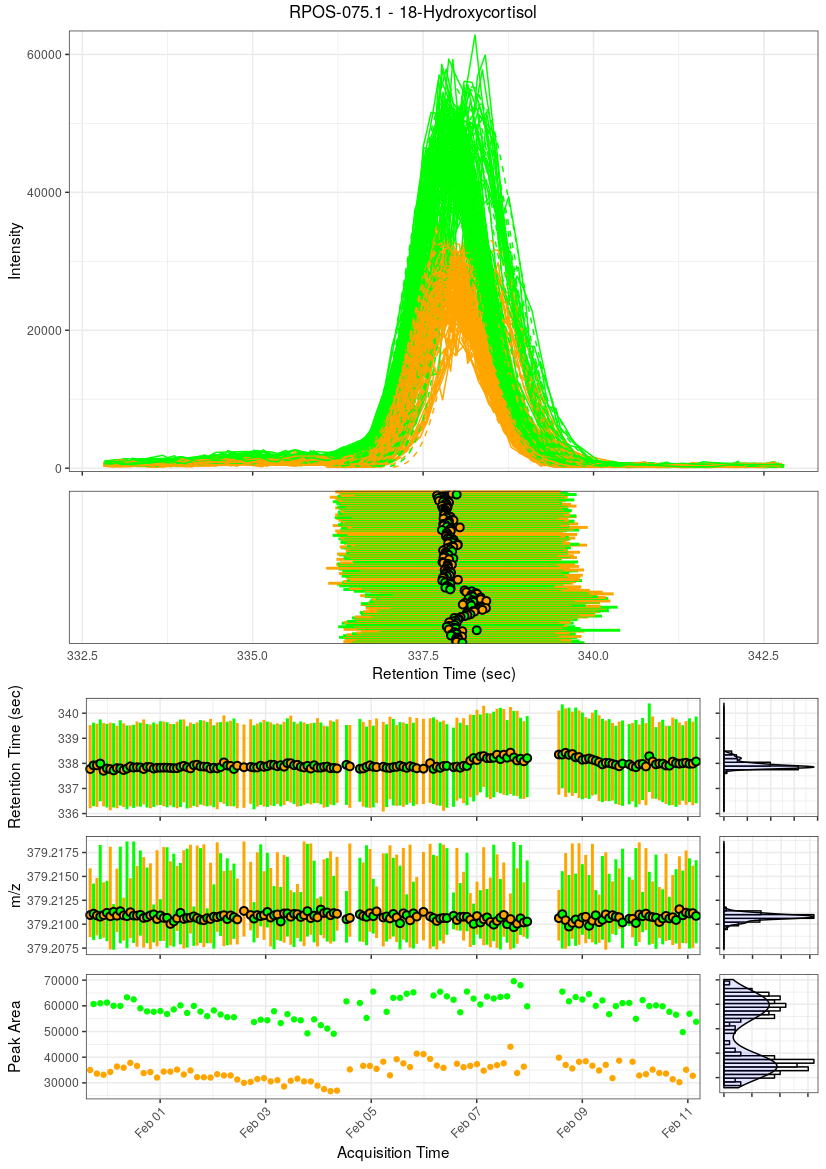 RPOS-075.1 - 18-Hydroxycortisol
60000
40000
20000
0
Intensity
332.5 335.0 337.5 340.0 342.5
Retention Time (sec)
340
339
338
337
336
Retention Time (sec)
379.2175
379.2150
379.2125
379.2100
379.2075
m/z
70000
60000
50000
40000
30000
Peak Area
Feb 01 Feb 03 Feb 05 Feb 07 Feb 09 Feb 11
Acquisition Time